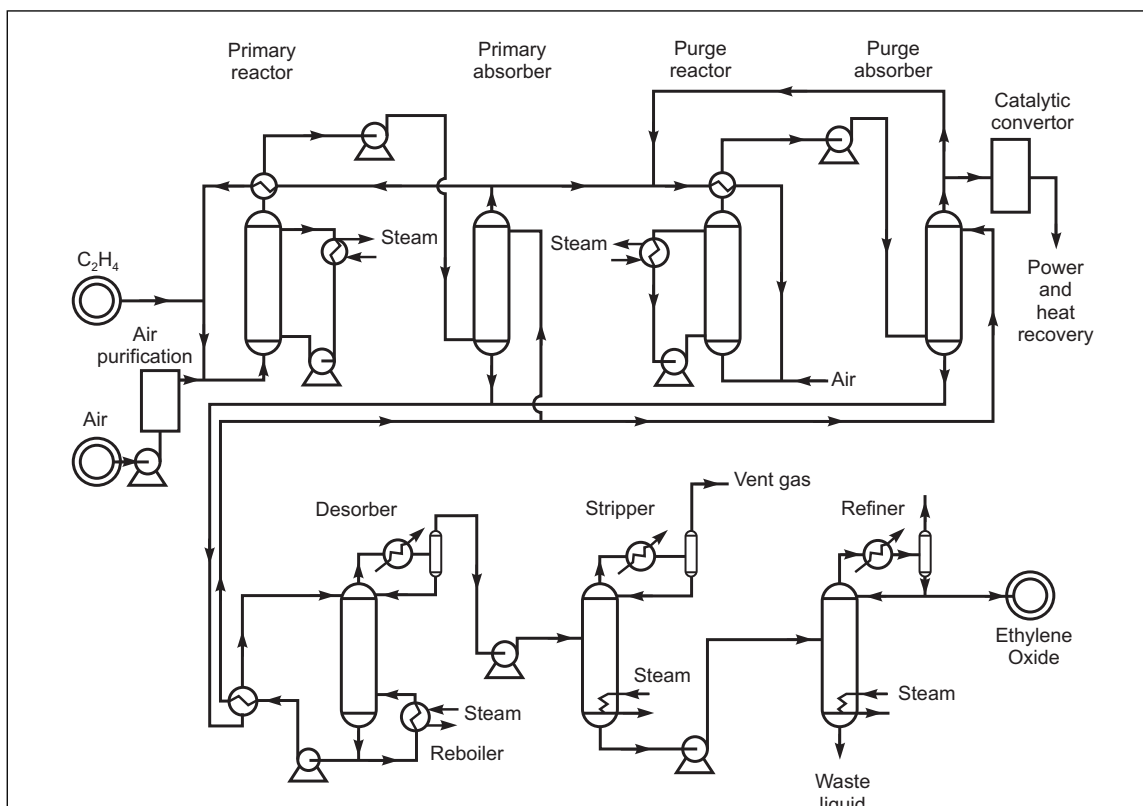 Primary
reactor
Primary
absorber
Purge
reactor
Purge
absorber
Catalytic
convertor
Steam
Steam
C₂H₄
Power
and
heat
recovery
Air
purification
Air
Air
Desorber
Stripper
Vent gas
Refiner
Ethylene
Oxide
Steam
Steam
Steam
Reboiler
Waste
liquid